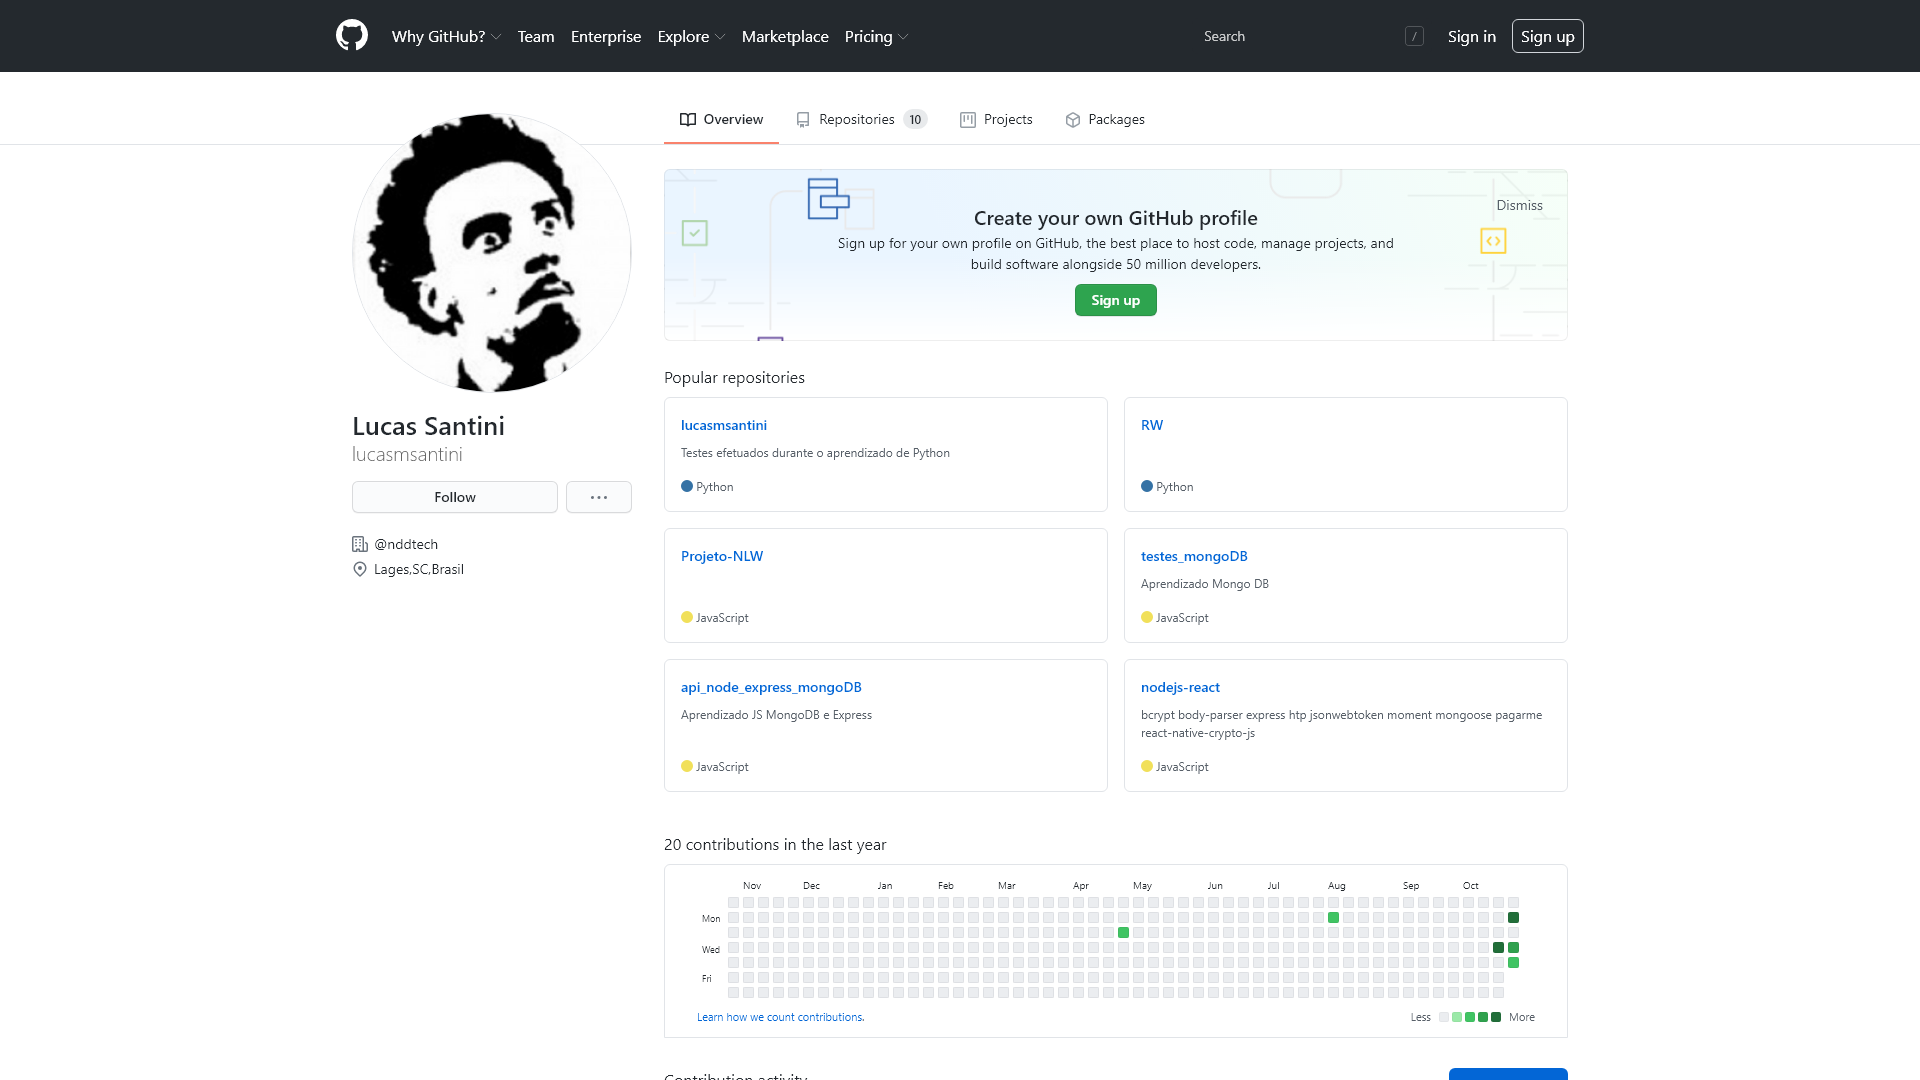 Why GitHub? Team Enterprise Explore Marketplace Pricing Search / Sign in Sign up
Overview Repositories 10 Projects Packages
Dismiss
Create your own GitHub profile
Sign up for your own profile on GitHub, the best place to host code, manage projects, and
build software alongside 50 million developers.
Sign up
Lucas Santini
lucasmsantini
Follow
@nddtech
Lages,SC,Brasil
Popular repositories
lucasmsantini
Testes efetuados durante o aprendizado de Python
Python
RW
Python
Projeto-NLW
JavaScript
testes_mongoDB
Aprendizado Mongo DB
JavaScript
api_node_express_mongoDB
Aprendizado JS MongoDB e Express
JavaScript
nodejs-react
bcrypt body-parser express htp jsonwebtoken moment mongoose pagarme
react-native-crypto-js
JavaScript
20 contributions in the last year
Nov Dec Jan Feb Mar Apr May Jun Jul Aug Sep Oct
Mon
Wed
Fri
Learn how we count contributions.
Less More
Contribution activity